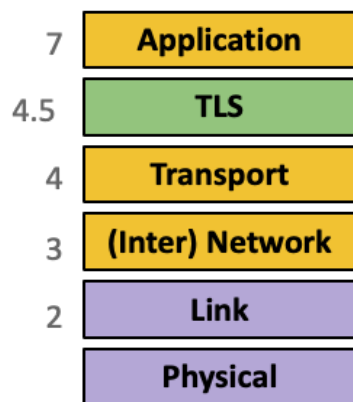 7 Application
4.5 TLS
4 Transport
3 (Inter) Network
2 Link
Physical